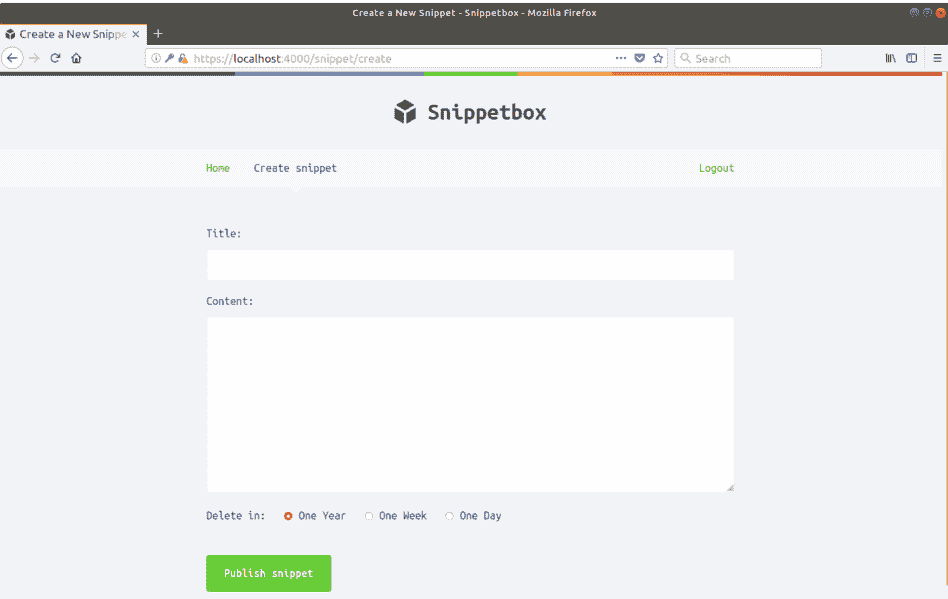 Create a New Snippet - Snippetbox - Mozilla Firefox
Create a New Snippe
https://localhost:4000/snippet/create
Search
Snippetbox
Home Create snippet Logout
Title:
Content:
Delete in: One Year One Week One Day
Publish snippet